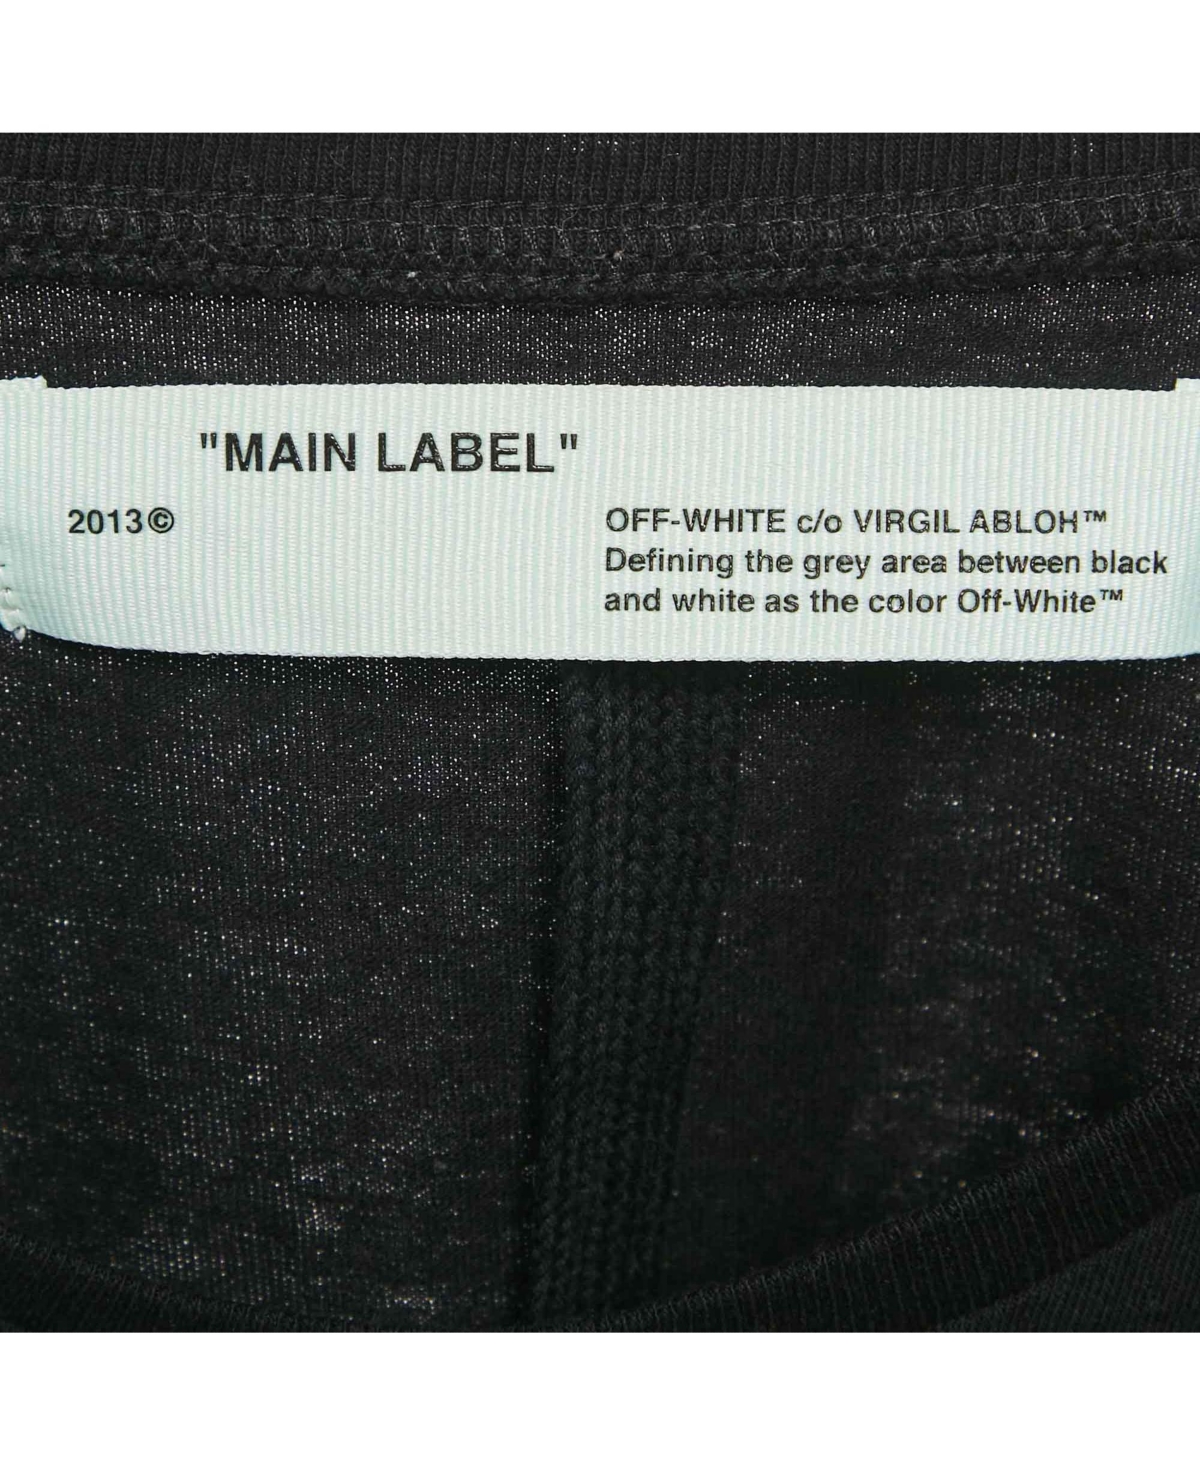 "MAIN LABEL"
2013©
OFF-WHITE c/o VIRGIL ABLOH™
Defining the grey area between black
and white as the color Off-White™